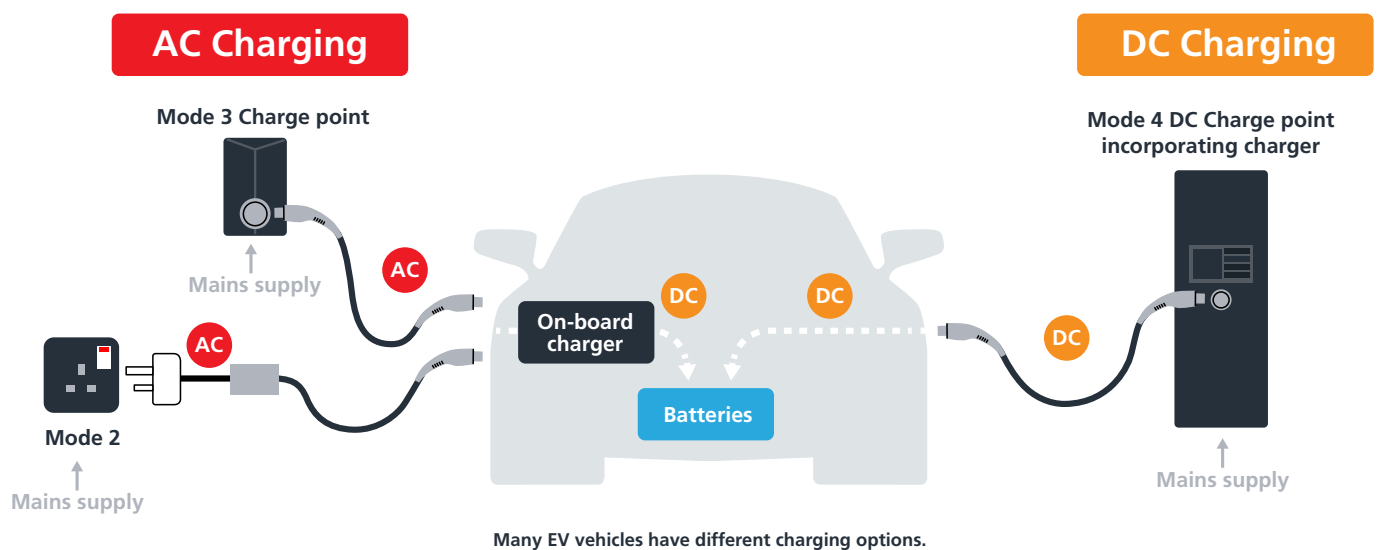 AC Charging
DC Charging
Mode 3 Charge point
Mode 4 DC Charge point
incorporating charger
AC
Mains supply
DC
DC
On-board
charger
AC
DC
Batteries
Mode 2
Mains supply
Mains supply
Many EV vehicles have different charging options.